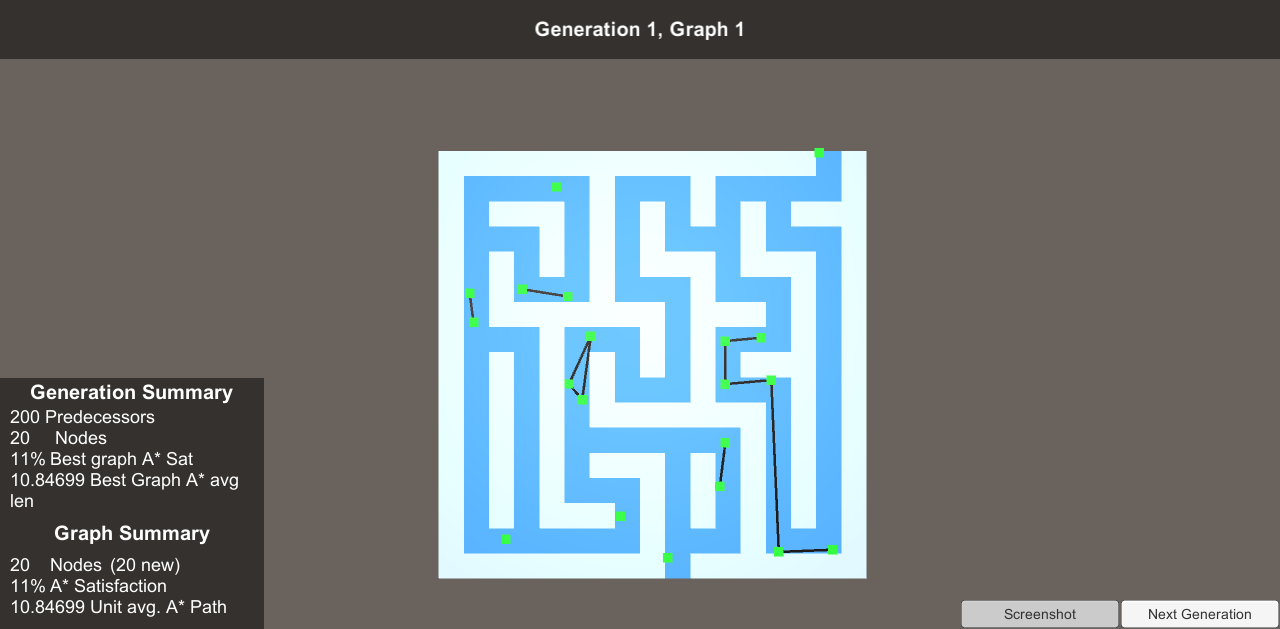 Generation 1, Graph 1
Generation Summary
200 Predecessors
20 Nodes
11% Best graph A* Sat
10.84699 Best Graph A* avg
len
Graph Summary
20 Nodes (20 new)
11% A* Satisfaction
10.84699 Unit avg. A* Path
Screenshot
Next Generation